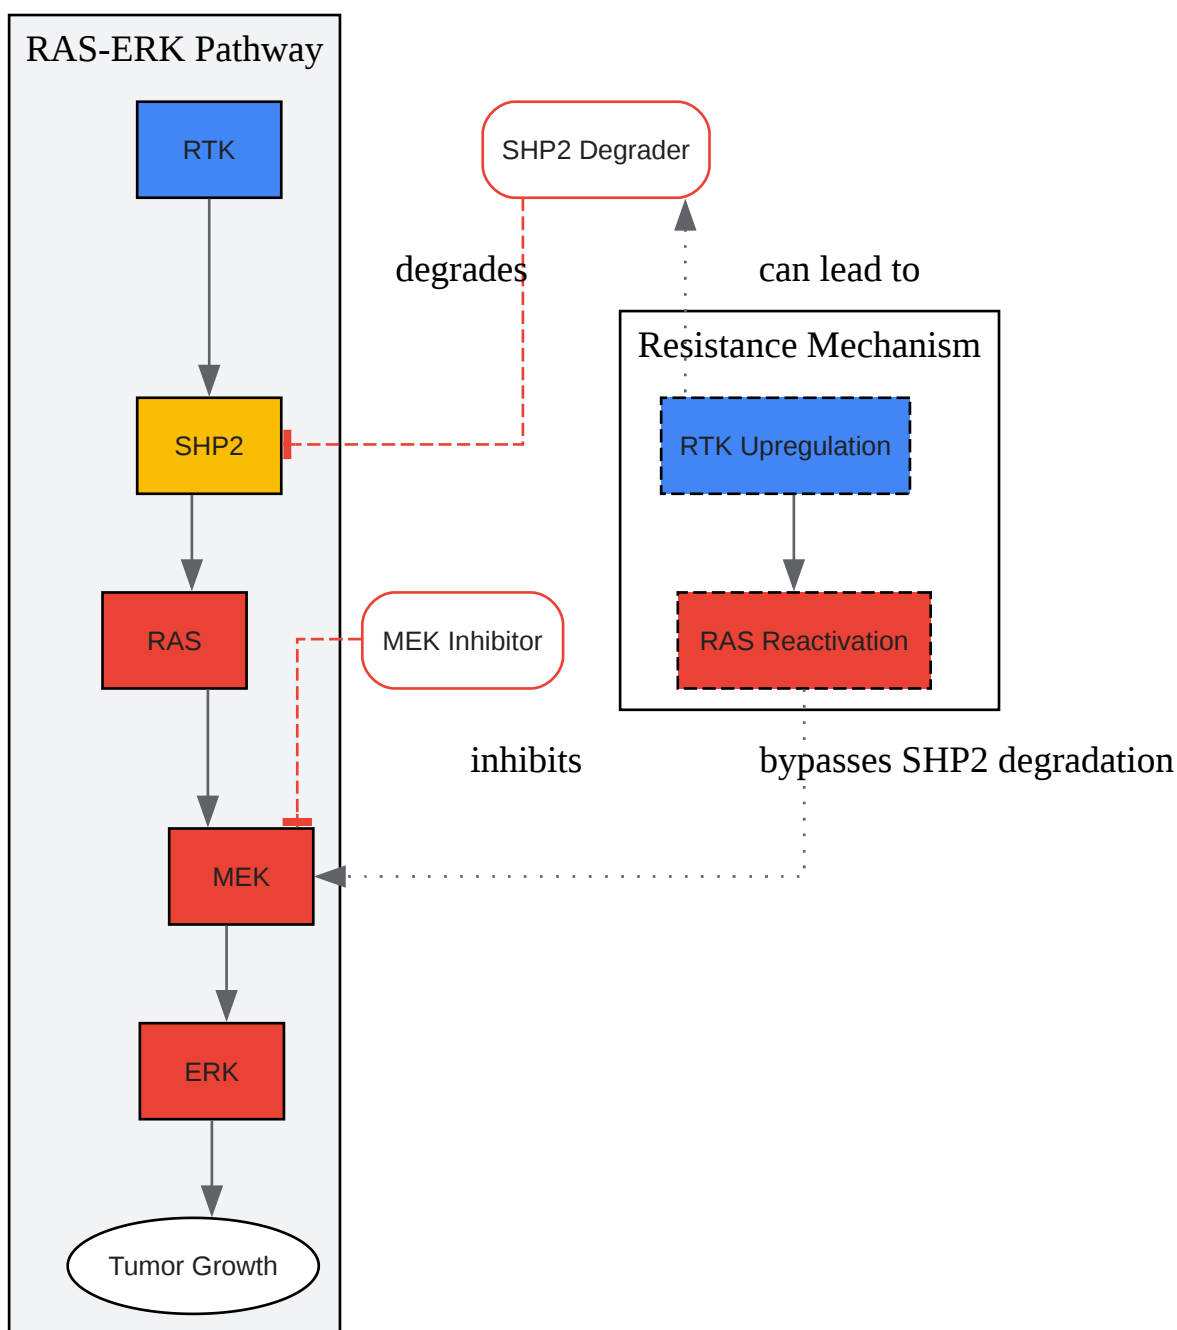 RAS-ERK Pathway
RTK
SHP2 Degrader
degrades
can lead to
Resistance Mechanism
SHP2
RTK Upregulation
RAS
MEK Inhibitor
RAS Reactivation
inhibits
bypasses SHP2 degradation
MEK
ERK
Tumor Growth